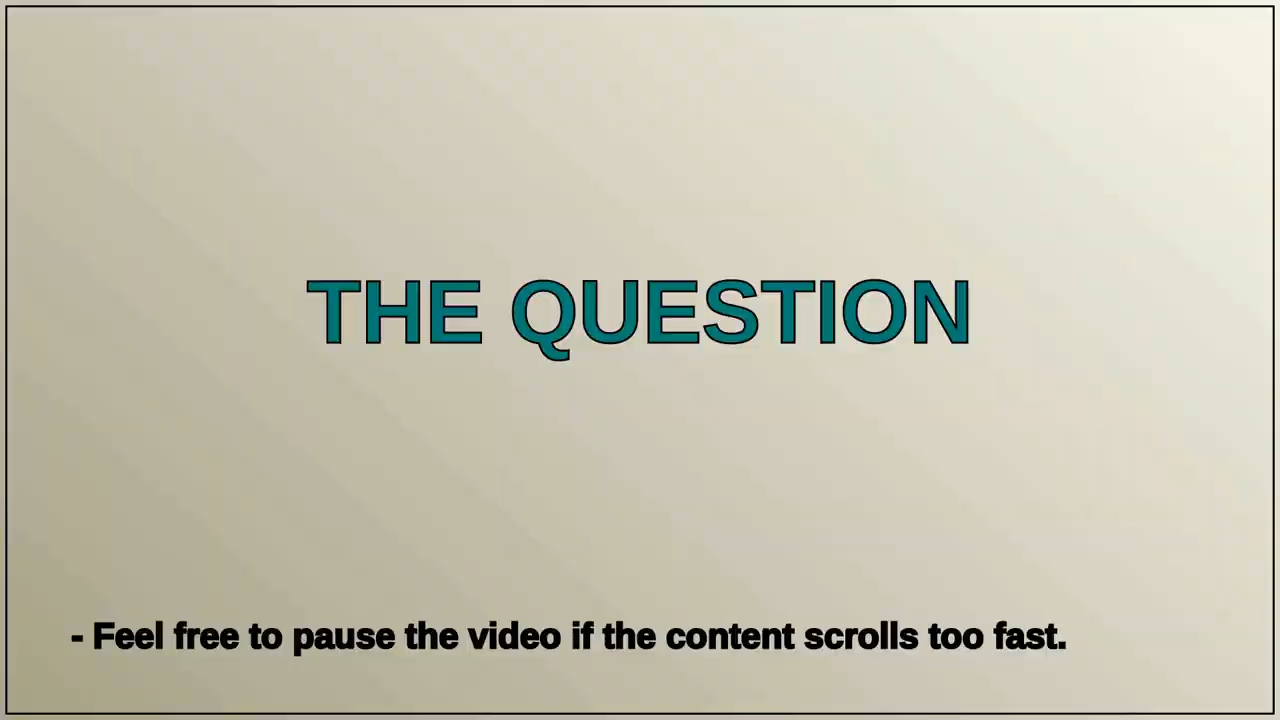 THE QUESTION
- Feel free to pause the video if the content scrolls too fast.